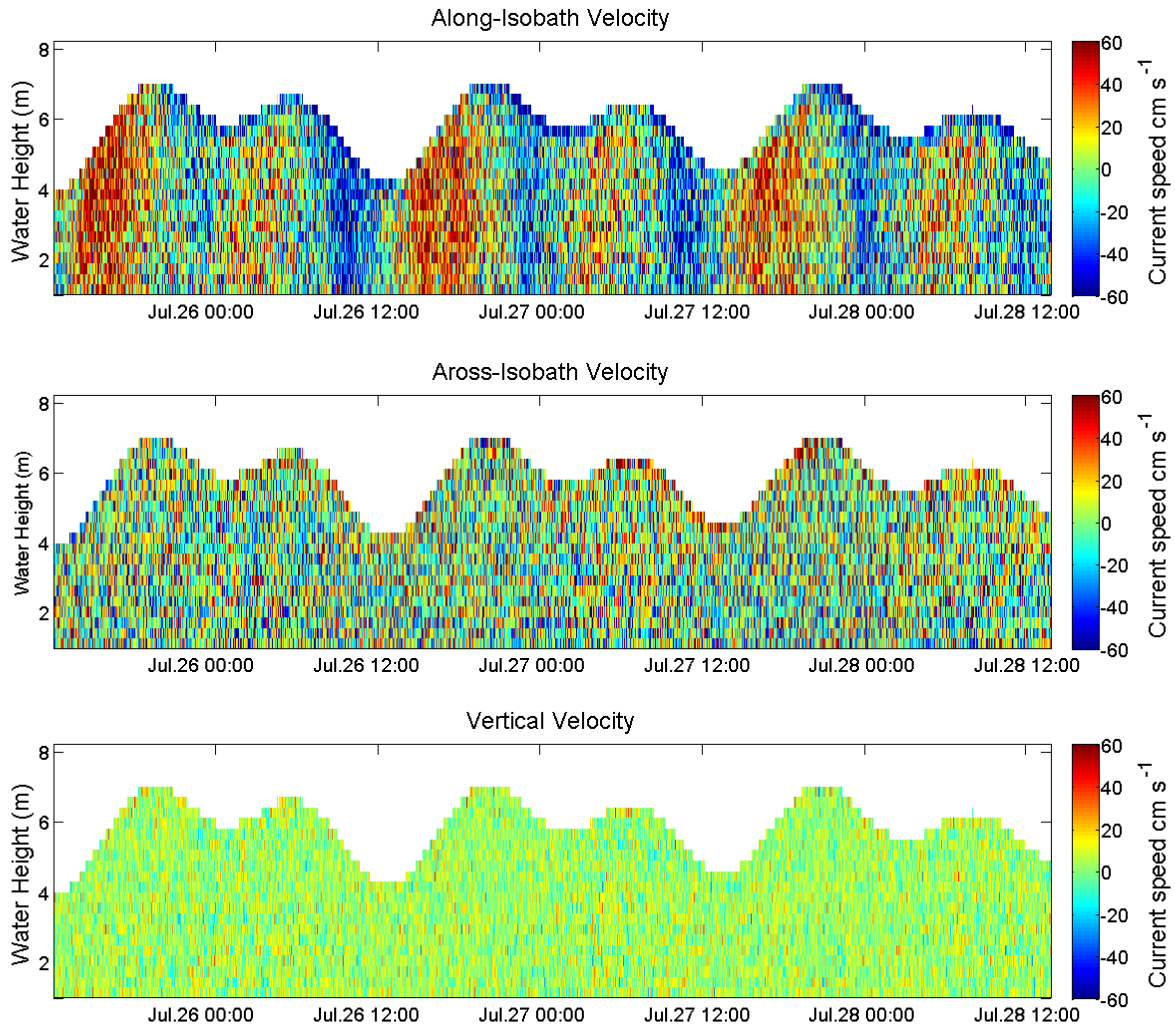 Along-Isobath Velocity
Water Height (m)
8
6
4
2
Jul.26 00:00
Jul.26 12:00
Jul.27 00:00
Jul.27 12:00
Jul.28 00:00
Jul.28 12:00
60
40
20
0
-20
-40
-60
Current speed cm s-1
Aross-Isobath Velocity
Water Height (m)
8
6
4
2
Jul.26 00:00
Jul.26 12:00
Jul.27 00:00
Jul.27 12:00
Jul.28 00:00
Jul.28 12:00
60
40
20
0
-20
-40
-60
Current speed cm s-1
Vertical Velocity
Water Height (m)
8
6
4
2
Jul.26 00:00
Jul.26 12:00
Jul.27 00:00
Jul.27 12:00
Jul.28 00:00
Jul.28 12:00
60
40
20
0
-20
-40
-60
Current speed cm s-1